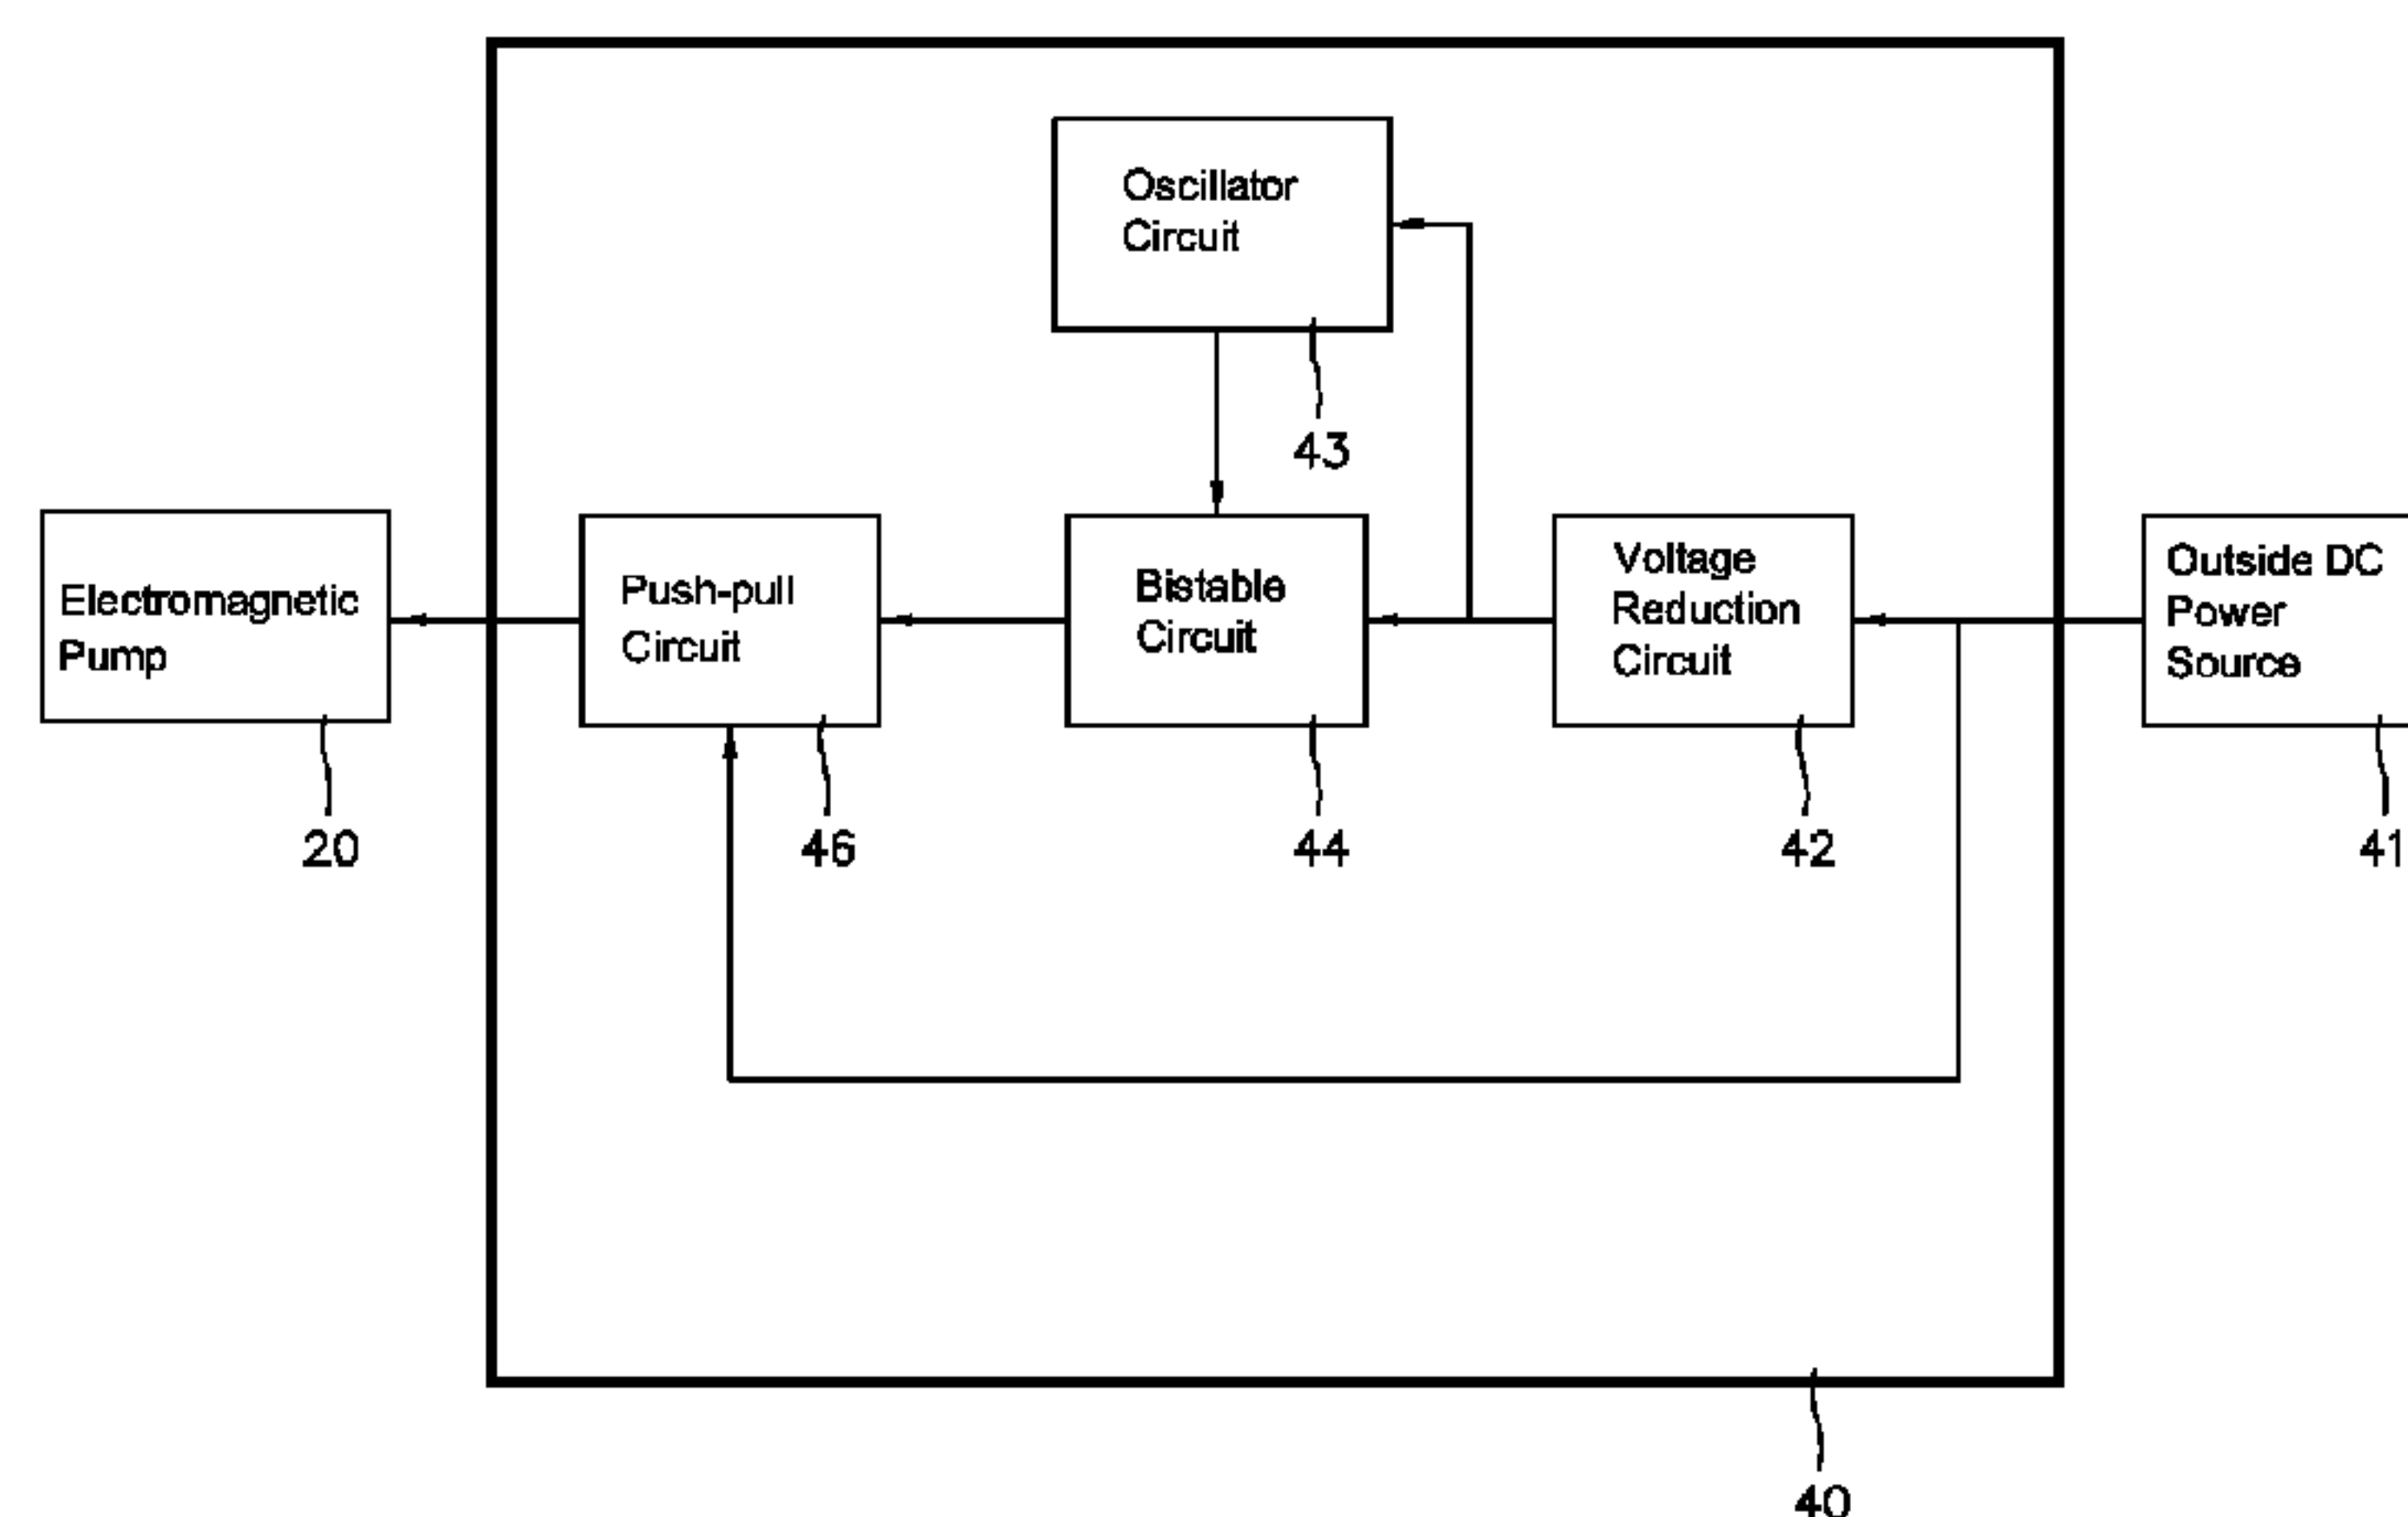 Oscillator
Circuit
43
Electromagnetic
Pump
20
Push-pull
Circuit
46
Bistable
Circuit
44
Voltage
Reduction
Circuit
42
Outside DC
Power
Source
41
40